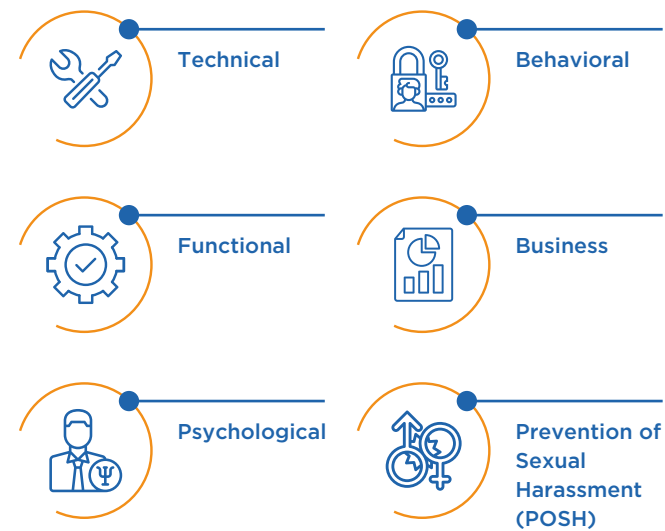 Technical
Behavioral
Functional
Business
Psychological
Prevention of
Sexual
Harassment
(POSH)